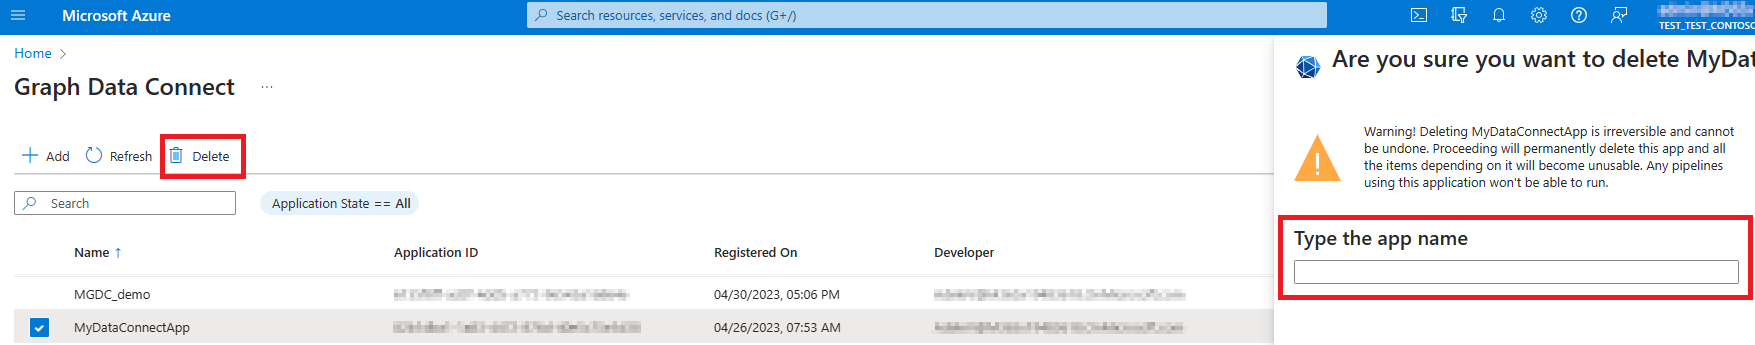 Microsoft Azure
Search resources, services, and docs (G+/)
TEST_TEST_CONTOSO
Home
Graph Data Connect
Add Refresh Delete
Search
Application State == All
Name ↑ Application ID Registered On Developer
MGDC_demo 04/30/2023, 05:06 PM
MyDataConnectApp 04/26/2023, 07:53 AM
Are you sure you want to delete MyDat
Warning! Deleting MyDataConnectApp is irreversible and cannot
be undone. Proceeding will permanently delete this app and all
the items depending on it will become unusable. Any pipelines
using this application won't be able to run.
Type the app name